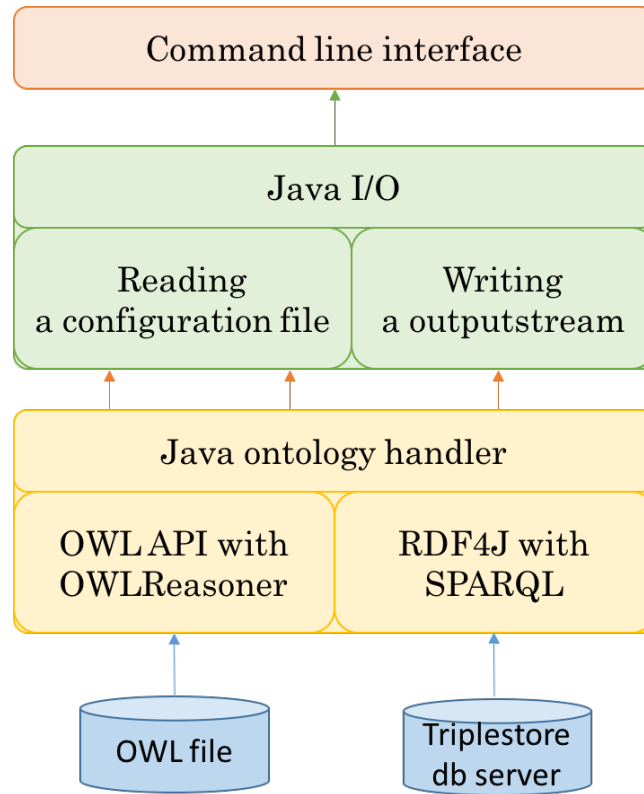 Command line interface
Java I/O
Reading
a configuration file
Writing
a outputstream
Java ontology handler
OWL API with
OWLReasoner
RDF4J with
SPARQL
OWL file
Triplestore
db server